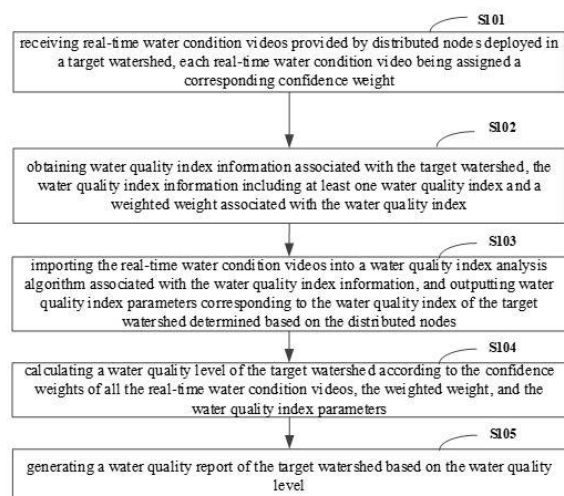 S101
receiving real-time water condition videos provided by distributed nodes deployed in
a target watershed, each real-time water condition video being assigned a
corresponding confidence weight
S102
obtaining water quality index information associated with the target watershed, the
water quality index information including at least one water quality index and a
weighted weight associated with the water quality index
S103
importing the real-time water condition videos into a water quality index analysis
algorithm associated with the water quality index information, and outputting water
quality index parameters corresponding to the water quality index of the target
watershed determined based on the distributed nodes
S104
calculating a water quality level of the target watershed according to the confidence
weights of all the real-time water condition videos, the weighted weight, and the
water quality index parameters
S105
generating a water quality report of the target watershed based on the water quality
level